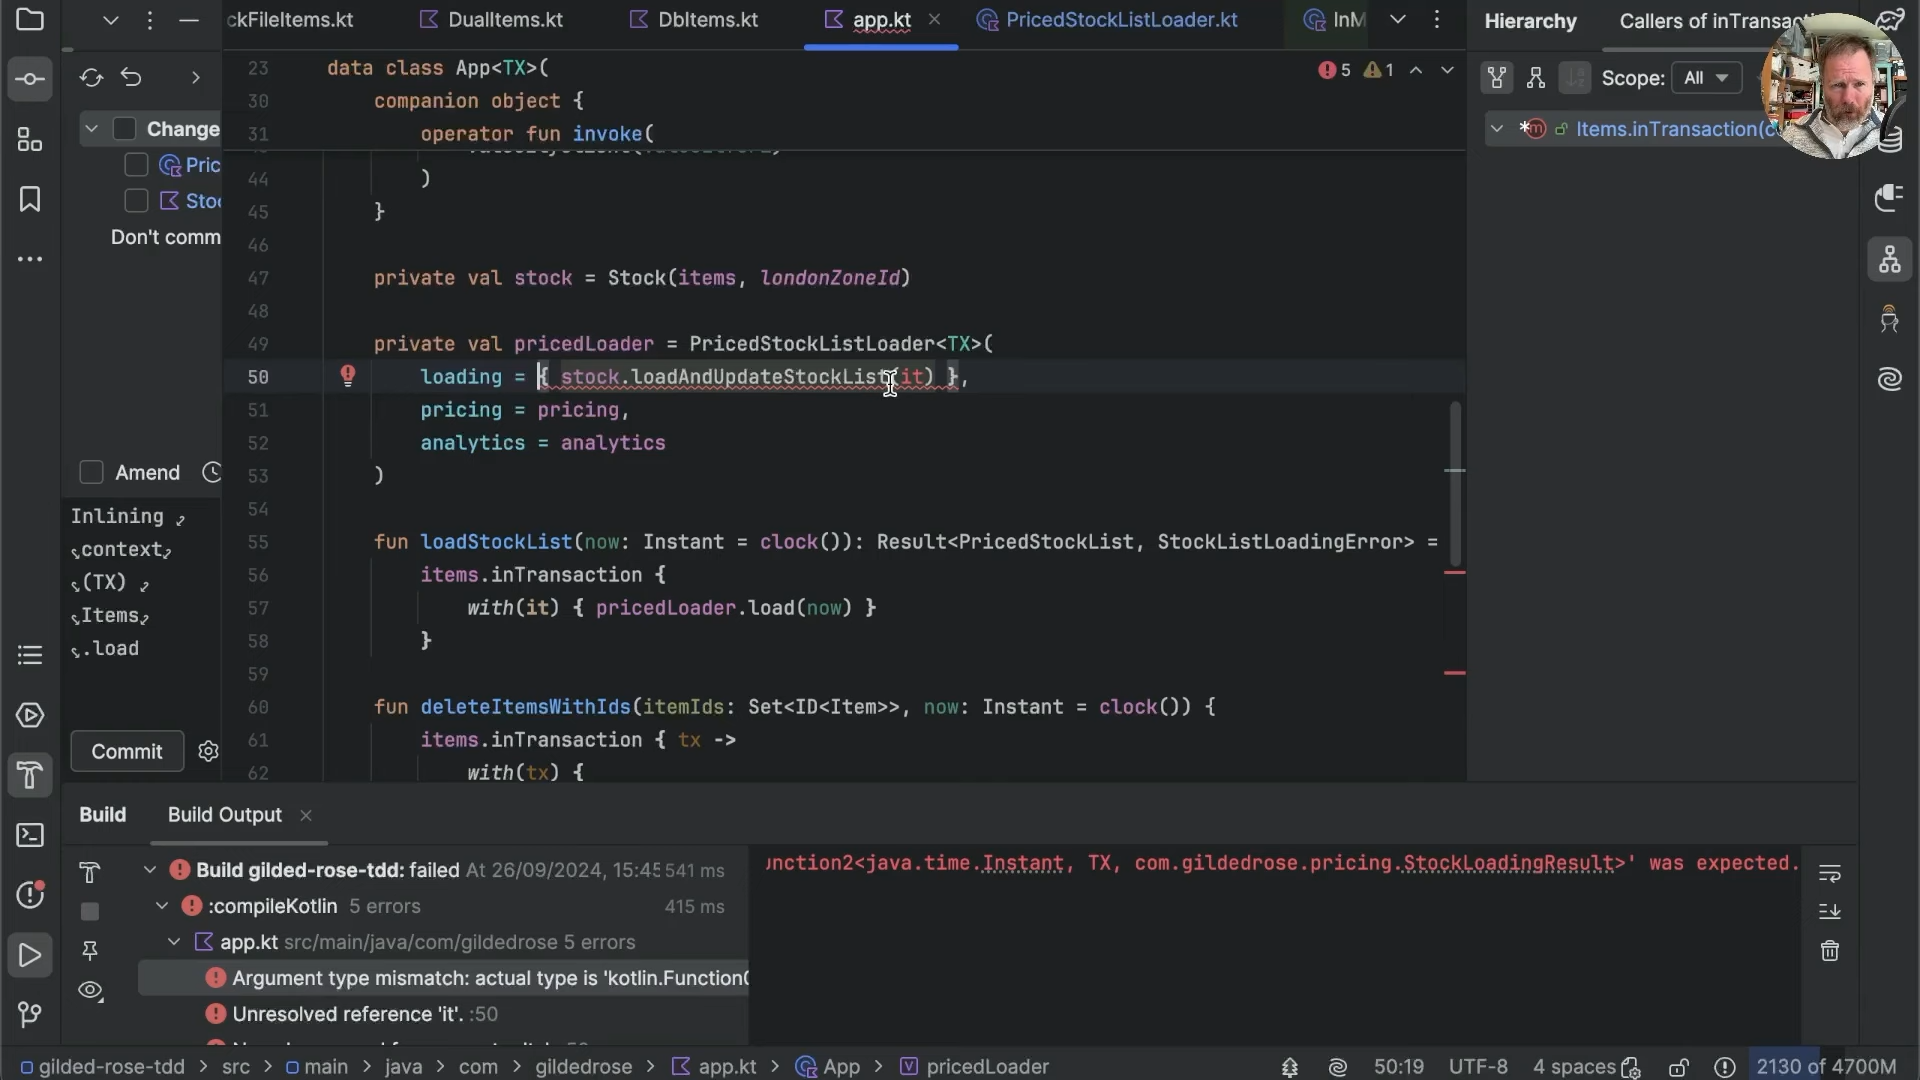 ckFileItems.kt DualItems.kt DbItems.kt app.kt PricedStockListLoader.kt InM Hierarchy Callers of inTransacti
23 data class App<TX>( 5 1 Scope: All
30 companion object {
31 operator fun invoke(
Change Items.inTransaction(c
Pric
44 )
Stoc
45 }
Don't comm
46
47 private val stock = Stock(items, londonZoneId)
48
49 private val pricedLoader = PricedStockListLoader<TX>(
50 loading = { stock.loadAndUpdateStockList(it) },
51 pricing = pricing,
52 analytics = analytics
53 )
Amend
54
Inlining
55 fun loadStockList(now: Instant = clock()): Result<PricedStockList, StockListLoadingError> =
context
56 items.inTransaction {
(TX)
57 with(it) { pricedLoader.load(now) }
Items
58 }
.load
59
60 fun deleteItemsWithIds(itemIds: Set<ID<Item>>, now: Instant = clock()) {
61 items.inTransaction { tx ->
Commit
62 with(tx) {
Build Build Output
Build gilded-rose-tdd: failed At 26/09/2024, 15:45 541 ms
:compileKotlin 5 errors 415 ms
app.kt src/main/java/com/gildedrose 5 errors
Argument type mismatch: actual type is 'kotlin.Function0
Unresolved reference 'it'. :50
unction2<java.time.Instant, TX, com.gildedrose.pricing.StockLoadingResult>' was expected.
gilded-rose-tdd > src > main > java > com > gildedrose > app.kt > App > pricedLoader 50:19 UTF-8 4 spaces 2130 of 4700M